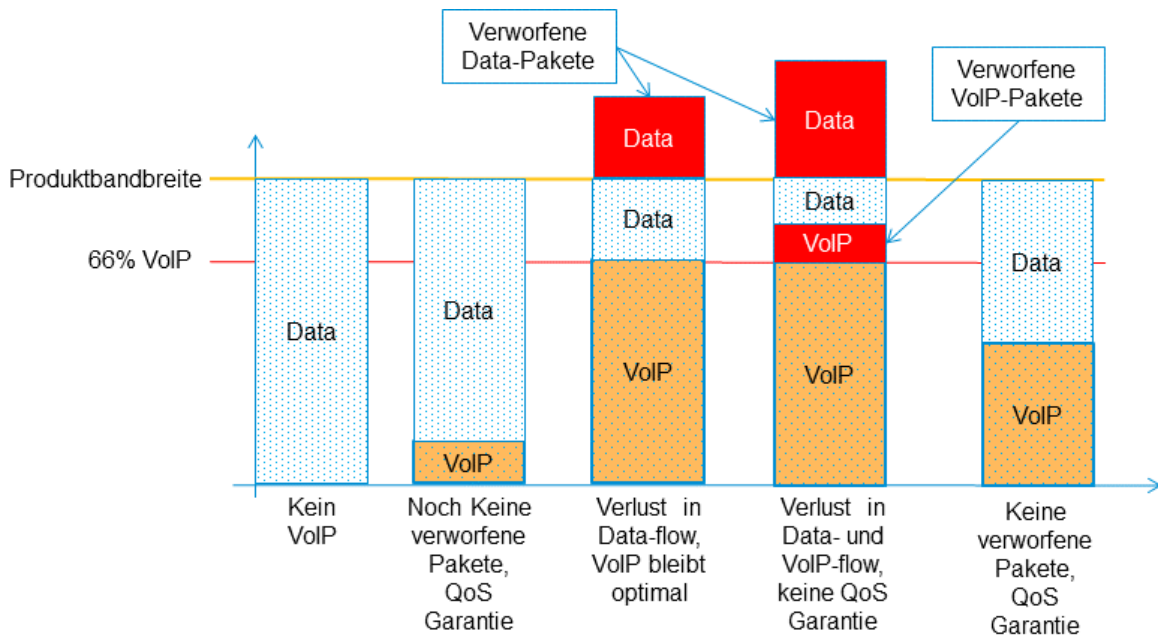 Verworfene
Data-Pakete
Verworfene
VoIP-Pakete
Data
Data
Produktbandbreite
Data
Data
VoIP
66% VoIP
Data
Data
Data
VoIP
VoIP
VoIP
VoIP
Kein
VoIP
Noch Keine
verworfene
Pakete,
QoS
Garantie
Verlust in
Data-flow,
VoIP bleibt
optimal
Verlust in
Data- und
VoIP-flow,
keine QoS
Garantie
Keine
verworfene
Pakete,
QoS
Garantie